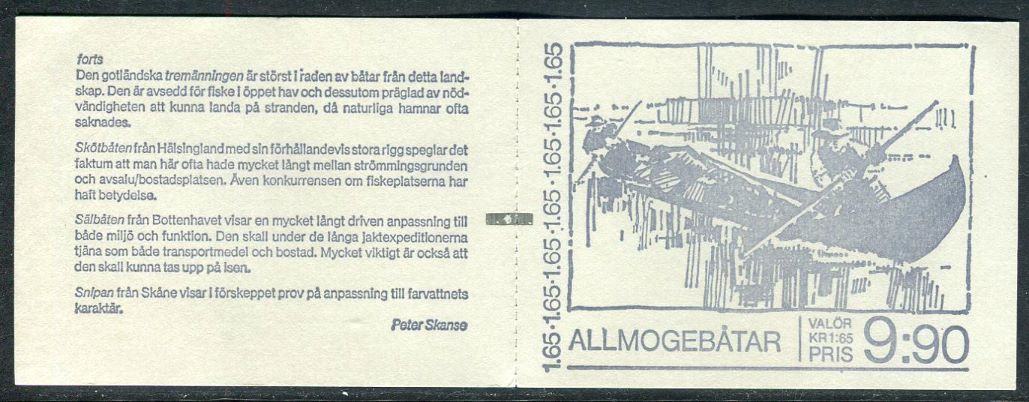 forts
Den gotländska tremänningen är störst i raden av båtar från detta land-
skap. Den är avsedd för fiske i öppet hav och dessutom präglad av nöd-
vändigheten att kunna landa på stranden, då naturliga hamnar ofta
saknades.
Skötbåten från Hälsingland med sin förhållandevis stora rigg speglar det
faktum att man här ofta hade mycket långt mellan strömmingsgrunden
och avsalu/bostadsplatsen. Även konkurrensen om fiskeplatserna har
haft betydelse.
Sälbåten från Bottenhavet visar en mycket långt driven anpassning till
både miljö och funktion. Den skall under de långa jaktexpeditionerna
tjäna som både transportmedel och bostad. Mycket viktigt är också att
den skall kunna tas upp på isen.
Snipan från Skåne visar i förskeppet prov på anpassning till farvattnets
karaktär.
Peter Skanse
1.65·1.65·1.65·1.65·1.65·1.65·1.65
ALLMOGEBÅTAR
VALÖR
KR1:65
PRIS
9:90